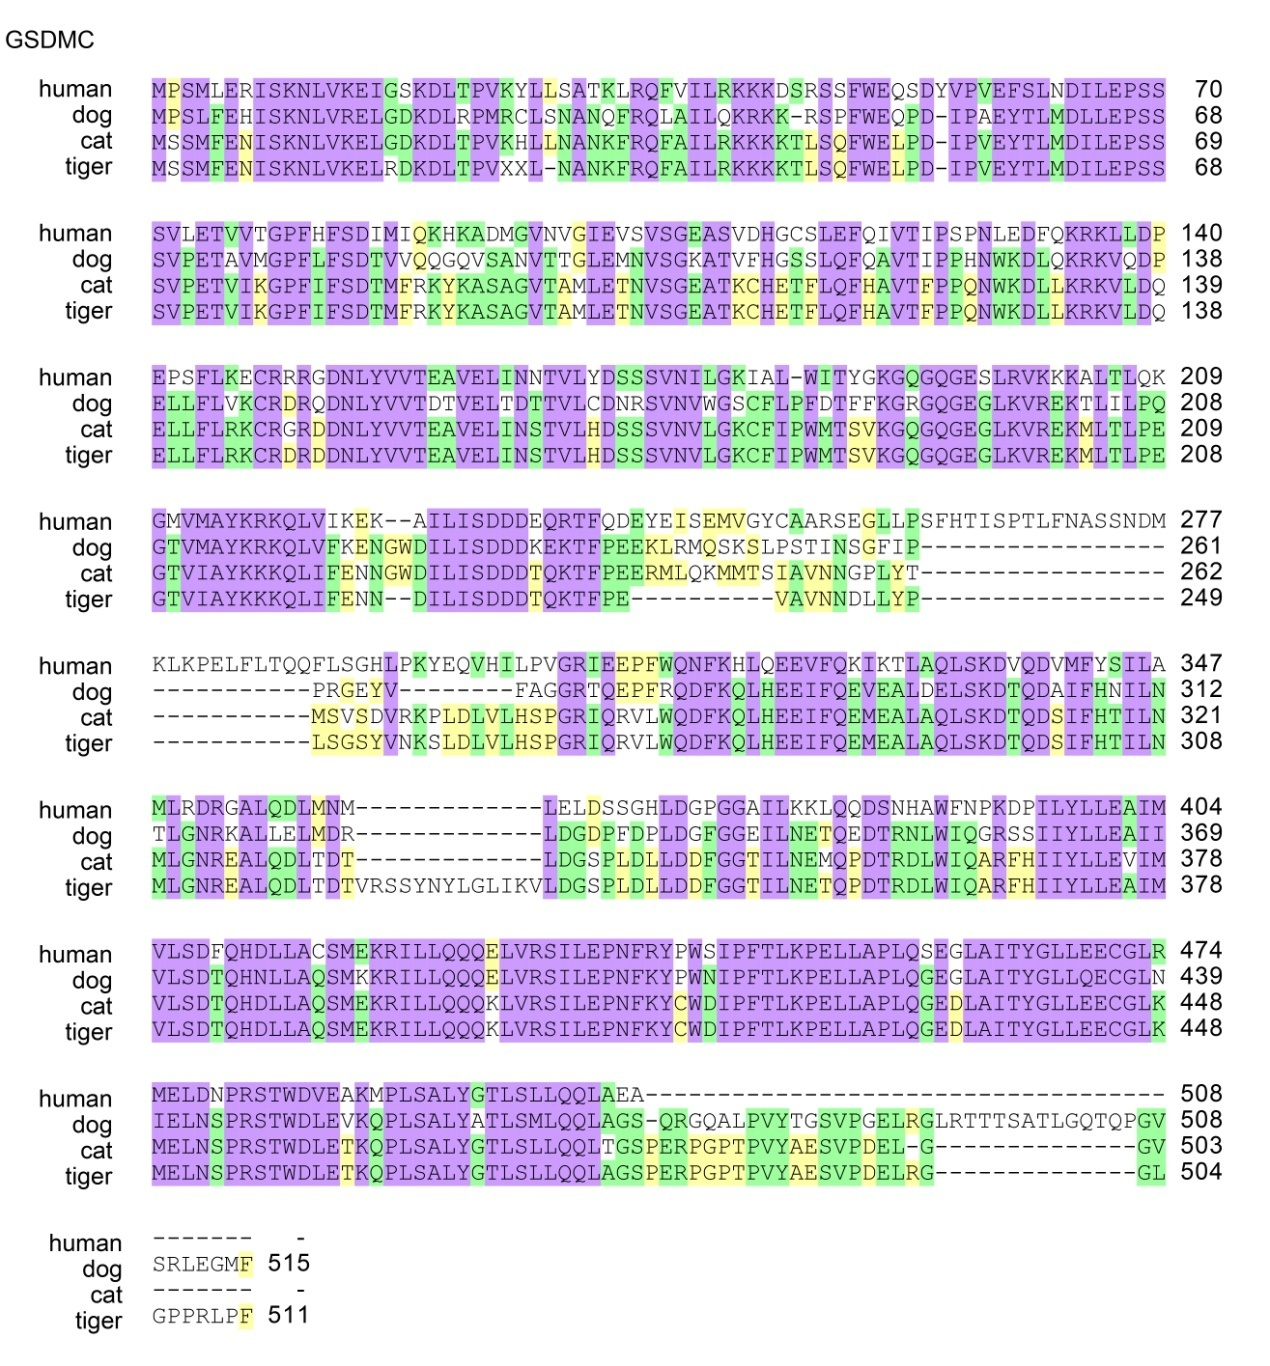 GSDMC
human MPSMLERISKNLVKEIGSKDLTPVKYLLSATKLRQFVILRKKKDSRSSFWEQSDYVPVEFSLNDILEPSS 70
dog MPSLFEHISKNLVRELGDKDLRPMRCLSNANQFRQLAILQKRKK-RSPFWEQPD-IPAEYTLMDLLEPSS 68
cat MSSMFENISKNLVKELGDKDLTPVKHLLNANKFRQFAILRKKKKTLSQFWELPD-IPVEYTLMDILEPSS 69
tiger MSSMFENISKNLVKELRDKDLTPVXXL-NANKFRQFAILRKKKKTLSQFWELPD-IPVEYTLMDILEPSS 68
human SVLETVVTGPFHFSDIMIQKHKADMGVNVGIEVSVSGEASVDHGCSLEFQIVTIPSPNLEDFQKRKLLDP 140
dog SVPETAVMGPFLFSDTVVQQGQVSANVTTGLEMNVSGKATVFHGSSLQFQAVTIPPHNWKDLQKRKVQDP 138
cat SVPETVIKGPFIFSDTMFRKYKASAGVTAMLETNVSGEATKCHETFLQFHAVTFPPQNWKDLLKRKVLDQ 139
tiger SVPETVIKGPFIFSDTMFRKYKASAGVTAMLETNVSGEATKCHETFLQFHAVTFPPQNWKDLLKRKVLDQ 138
human EPSFLKECRRRGDNLYVVTEAVELINNTVLYDSSSVNILGKIAL-WITYGKGQGQGESLRVKKKALTLQK 209
dog ELLFLVKCRDRQDNLYVVTDTVELTDTTVLCDNRSVNVWGSCFLPFDTFFKGRGQGEGLKVREKTLILPQ 208
cat ELLFLRKCRGRDDNLYVVTEAVELINSTVLHDSSSVNVLGKCFIPWMTSVKGQGQGEGLKVREKMLTLPE 209
tiger ELLFLRKCRDRDDNLYVVTEAVELINSTVLHDSSSVNVLGKCFIPWMTSVKGQGQGEGLKVREKMLTLPE 208
human GMVMAYKRKQLVIKEK--AILISDDDEQRTFQDEYEISEMVGYCAARSEGLLPSFHTISPTLFNASSNDM 277
dog GTVMAYKRKQLVFKENGWDILISDDDKEKTFPEEKLRMQSKSLPSTINSGFIP----------------- 261
cat GTVIAYKKKQLIFENNGWDILISDDDTQKTFPEERMLQKMMTSIAVNNGPLYT----------------- 262
tiger GTVIAYKKKQLIFENN--DILISDDDTQKTFPE----------VAVNNDLLYP----------------- 249
human KLKPELFLTQQFLSGHLPKYEQVHILPVGRIEEPFWQNFKHLQEEVFQKIKTLAQLSKDVQDVMFYSILA 347
dog -----------PRGEYV--------FAGGRTQEPFRQDFKQLHEEIFQEVEALDELSKDTQDAIFHNILN 312
cat -----------MSVSDVRKPLDLVLHSPGRIQRVLWQDFKQLHEEIFQEMEALAQLSKDTQDSIFHTILN 321
tiger -----------LSGSYVNKSLDLVLHSPGRIQRVLWQDFKQLHEEIFQEMEALAQLSKDTQDSIFHTILN 308
human MLRDRGALQDLMNM-------------LELDSSGHLDGPGGAILKKLQQDSNHAWFNPKDPILYLLEAIM 404
dog TLGNRKALLELMDR-------------LDGDPFDPLDGFGGEILNETQEDTRNLWIQGRSSIIYLLEAII 369
cat MLGNREALQDLTDT-------------LDGSPLDLLDDFGGTILNEMQPDTRDLWIQARFHIIYLLEVIM 378
tiger MLGNREALQDLTDTVRSSYNYLGLIKVLDGSPLDLLDDFGGTILNETQPDTRDLWIQARFHIIYLLEAIM 378
human VLSDFQHDLLACSMEKRILLQQQELVRSILEPNFRYPWSIPFTLKPELLAPLQSEGLAITYGLLEECGLR 474
dog VLSDTQHNLLAQSMKKRILLQQQELVRSILEPNFKYPWNIPFTLKPELLAPLQGEGLAITYGLLQECGLN 439
cat VLSDTQHDLLAQSMEKRILLQQQKLVRSILEPNFKYCWDIPFTLKPELLAPLQGEDLAITYGLLEECGLK 448
tiger VLSDTQHDLLAQSMEKRILLQQQKLVRSILEPNFKYCWDIPFTLKPELLAPLQGEDLAITYGLLEECGLK 448
human MELDNPRSTWDVEAKMPLSALYGTLSLLQQLAEA------------------------------------ 508
dog IELNSPRSTWDLEVKQPLSALYATLSMLQQLAGS-QRGQALPVYTGSVPGELRGLRTTTSATLGQTQPGV 508
cat MELNSPRSTWDLETKQPLSALYGTLSLLQQLTGSPERPGPTPVYAESVPDEL-G--------------GV 503
tiger MELNSPRSTWDLETKQPLSALYGTLSLLQQLAGSPERPGPTPVYAESVPDELRG--------------GL 504
human ------- -
dog SRLEGMF 515
cat ------- -
tiger GPPRLPF 511